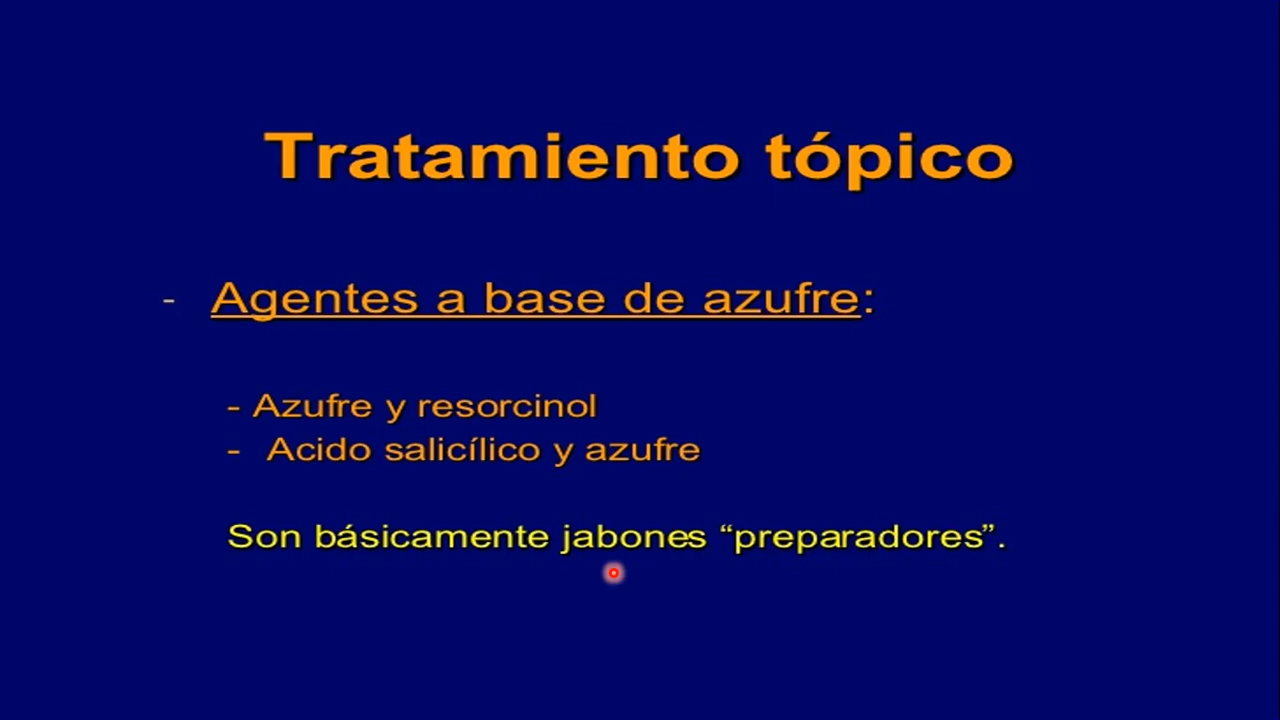 Tratamiento tópico
- Agentes a base de azufre:
- Azufre y resorcinol
- Acido salicílico y azufre
Son básicamente jabones “preparadores”.